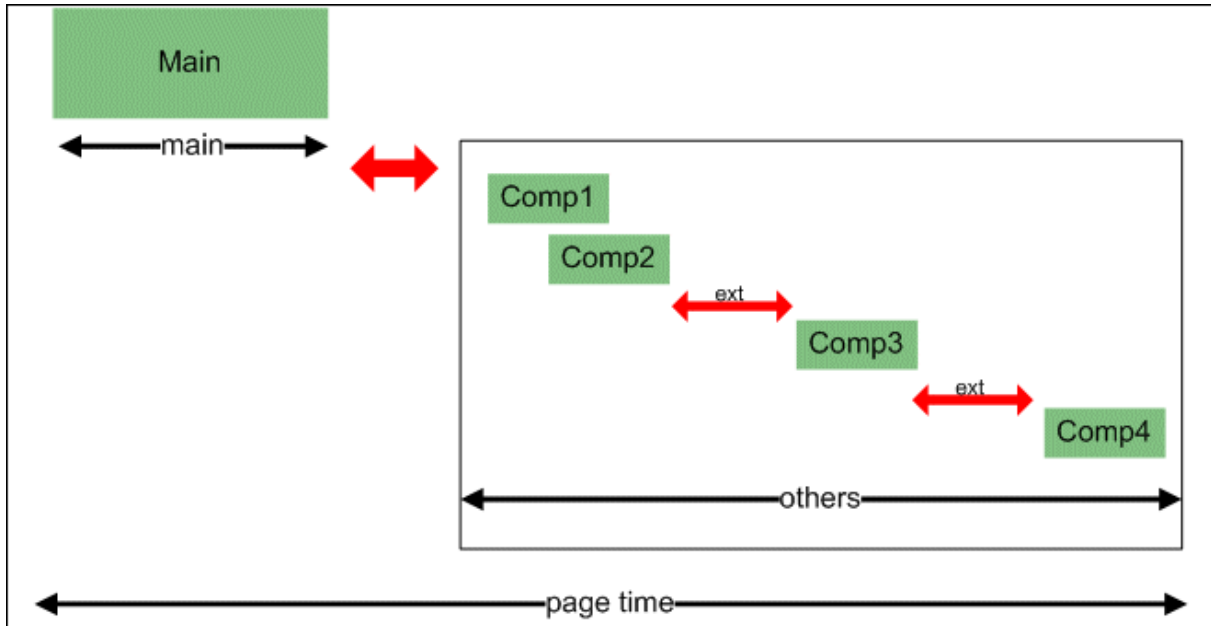 Main
main
Comp1
Comp2
ext
Comp3
ext
Comp4
others
page time